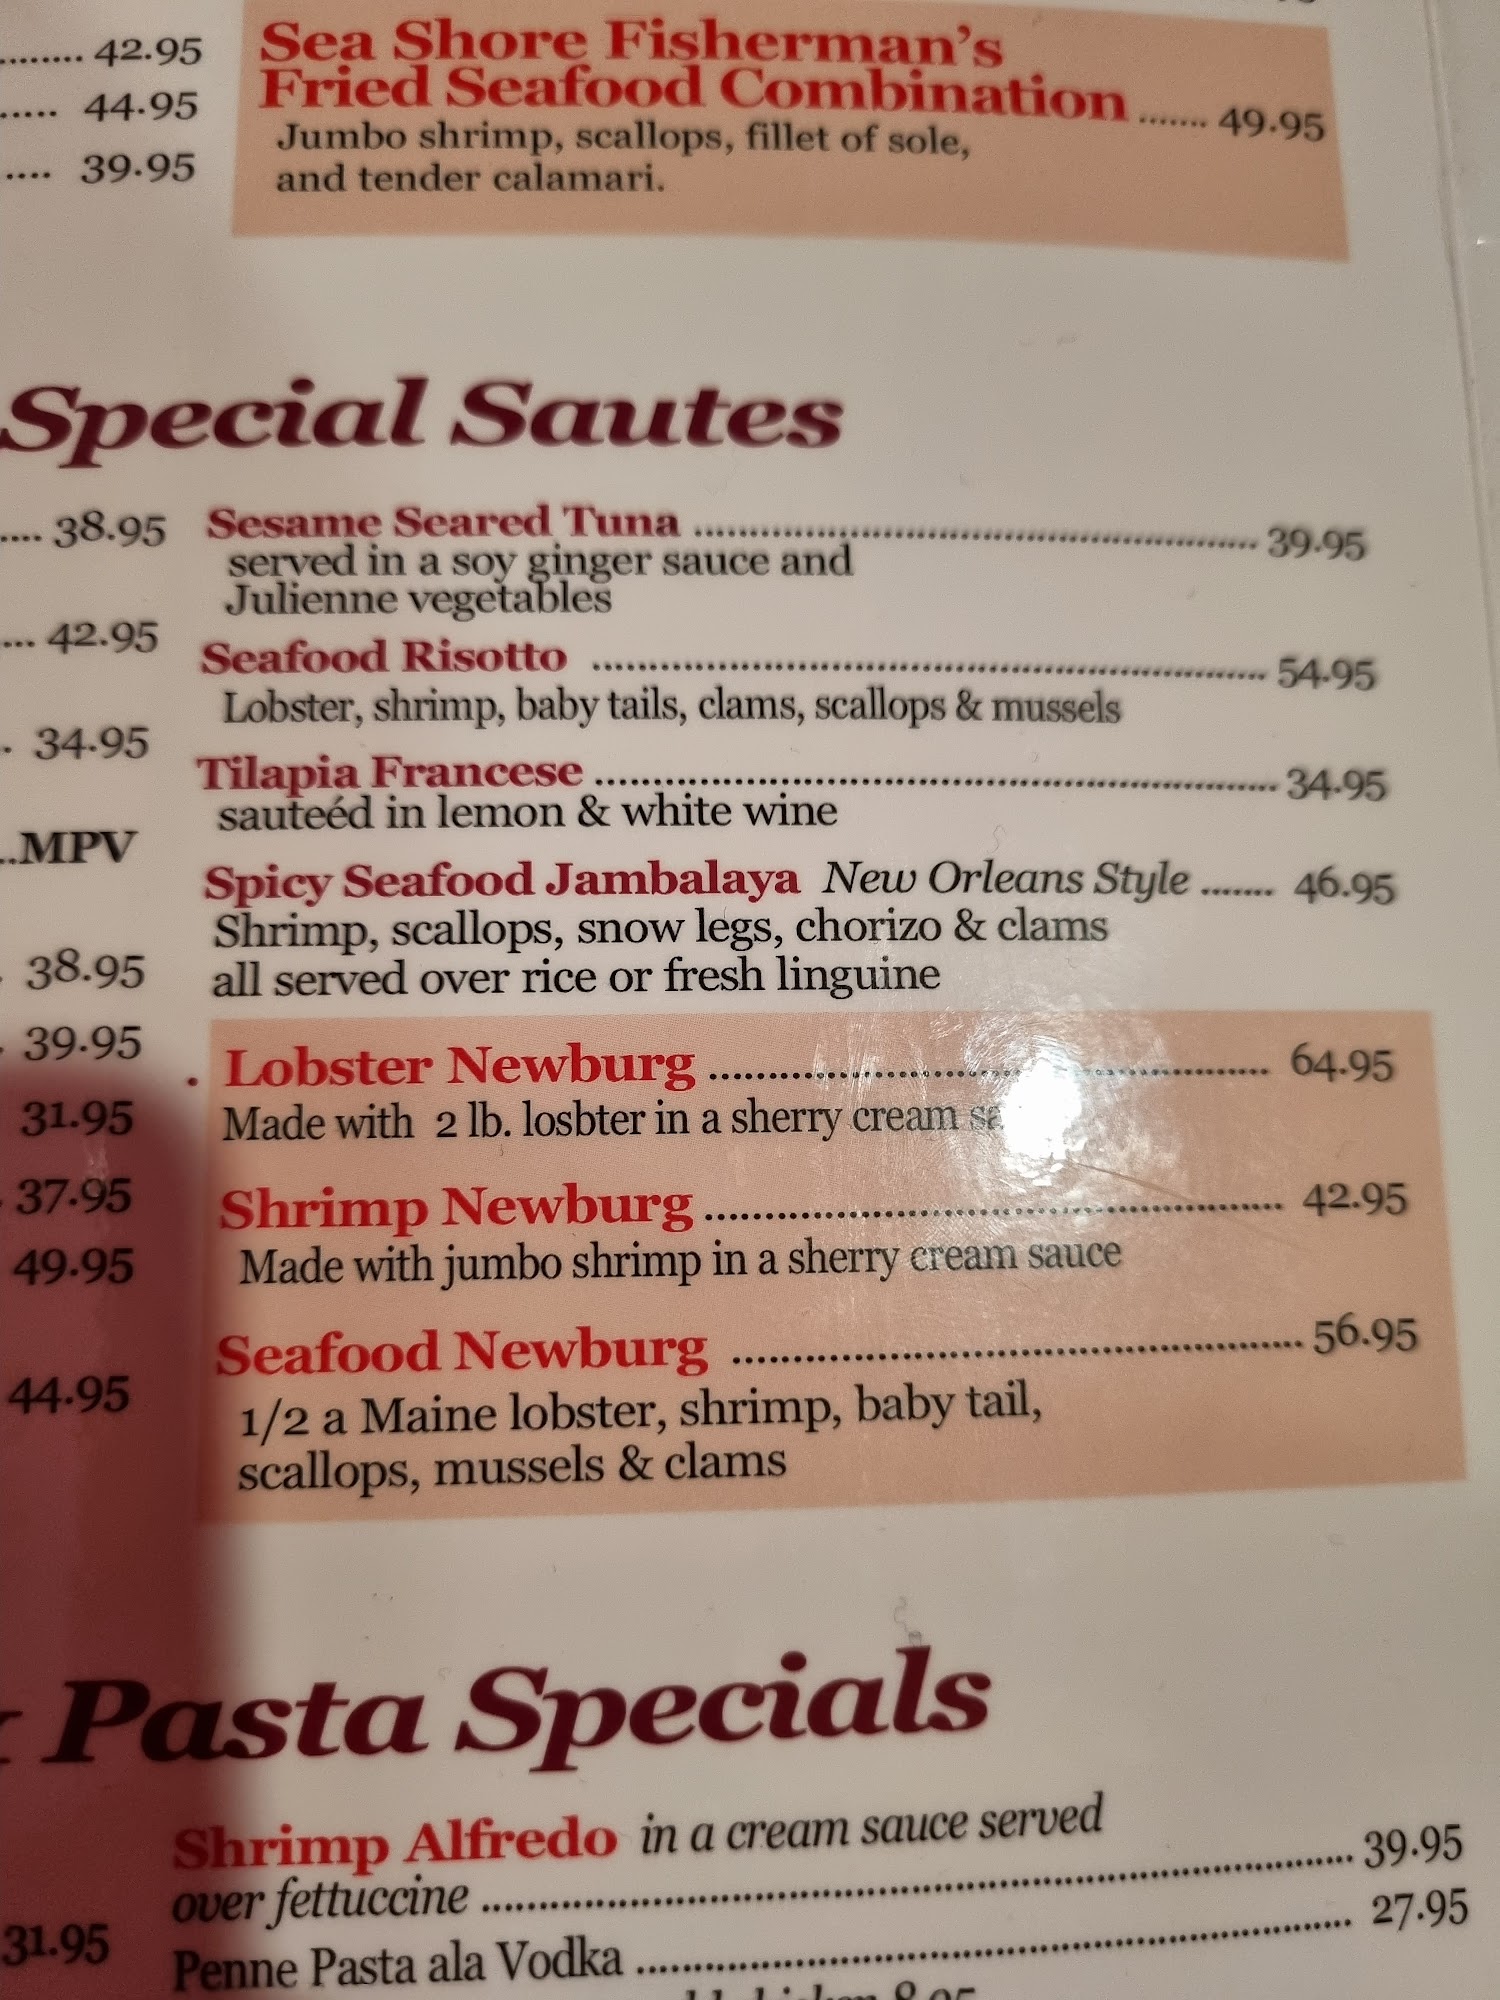 ........ 42.95
..... 44.95
.... 39.95
Sea Shore Fisherman's
Fried Seafood Combination ....... 49.95
Jumbo shrimp, scallops, fillet of sole,
and tender calamari.
Special Sautes
.... 38.95
... 42.95
. 34.95
..MPV
. 38.95
. 39.95
31.95
37.95
49.95
44.95
Sesame Seared Tuna ........................................................ 39.95
served in a soy ginger sauce and
Julienne vegetables
Seafood Risotto .................................................................. 54.95
Lobster, shrimp, baby tails, clams, scallops & mussels
Tilapia Francese .................................................................. 34.95
sauteéd in lemon & white wine
Spicy Seafood Jambalaya New Orleans Style ....... 46.95
Shrimp, scallops, snow legs, chorizo & clams
all served over rice or fresh linguine
. Lobster Newburg ................................................ 64.95
Made with 2 lb. losbter in a sherry cream
Shrimp Newburg ................................................ 42.95
Made with jumbo shrimp in a sherry cream sauce
Seafood Newburg ................................................ 56.95
1/2 a Maine lobster, shrimp, baby tail,
scallops, mussels & clams
Pasta Specials
31.95
Shrimp Alfredo in a cream sauce served
over fettuccine ........................................................................ 39.95
Penne Pasta ala Vodka ............................................................ 27.95